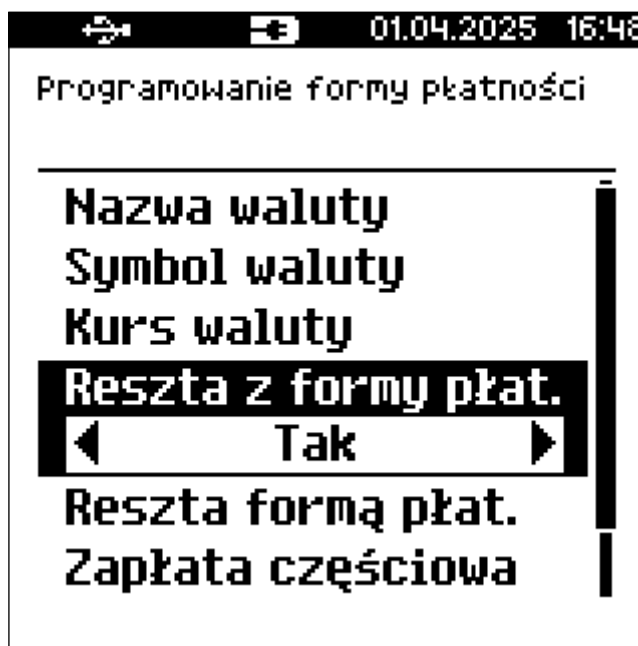 01.04.2025 16:48
Programowanie formy płatności
Nazwa waluty
Symbol waluty
Kurs waluty
Reszta z formy płat.
Tak
Reszta formą płat.
Zapłata częściowa